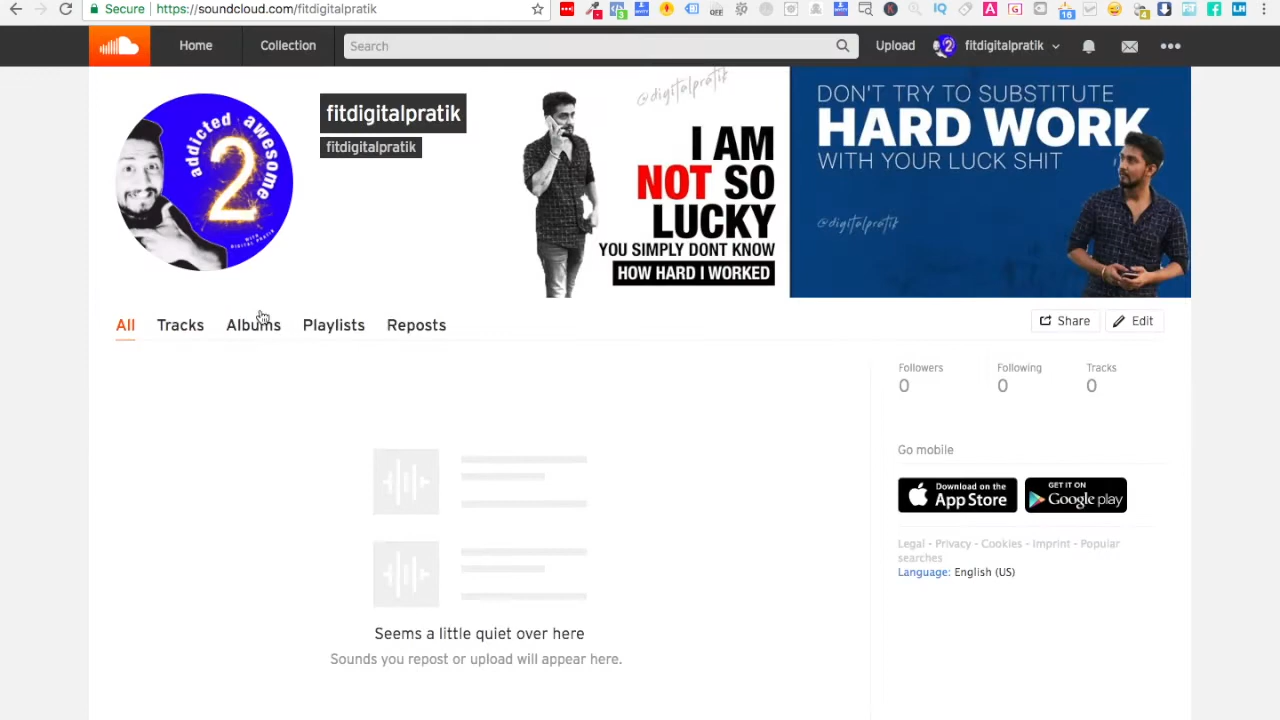 Secure https://soundcloud.com/fitdigitalpratik
Home
Collection
Search
Upload
fitdigitalpratik
addicted 2 awesome
WITH DIGITAL PRATIK
fitdigitalpratik
fitdigitalpratik
@digitalpratik
I AM
NOT SO
LUCKY
YOU SIMPLY DONT KNOW
HOW HARD I WORKED
DON'T TRY TO SUBSTITUTE
HARD WORK
WITH YOUR LUCK SHIT
@digitalpratik
All
Tracks
Albums
Playlists
Reposts
Share
Edit
Followers
0
Following
0
Tracks
0
Go mobile
Download on the
App Store
GET IT ON
Google play
Legal - Privacy - Cookies - Imprint - Popular
searches
Language: English (US)
Seems a little quiet over here
Sounds you repost or upload will appear here.